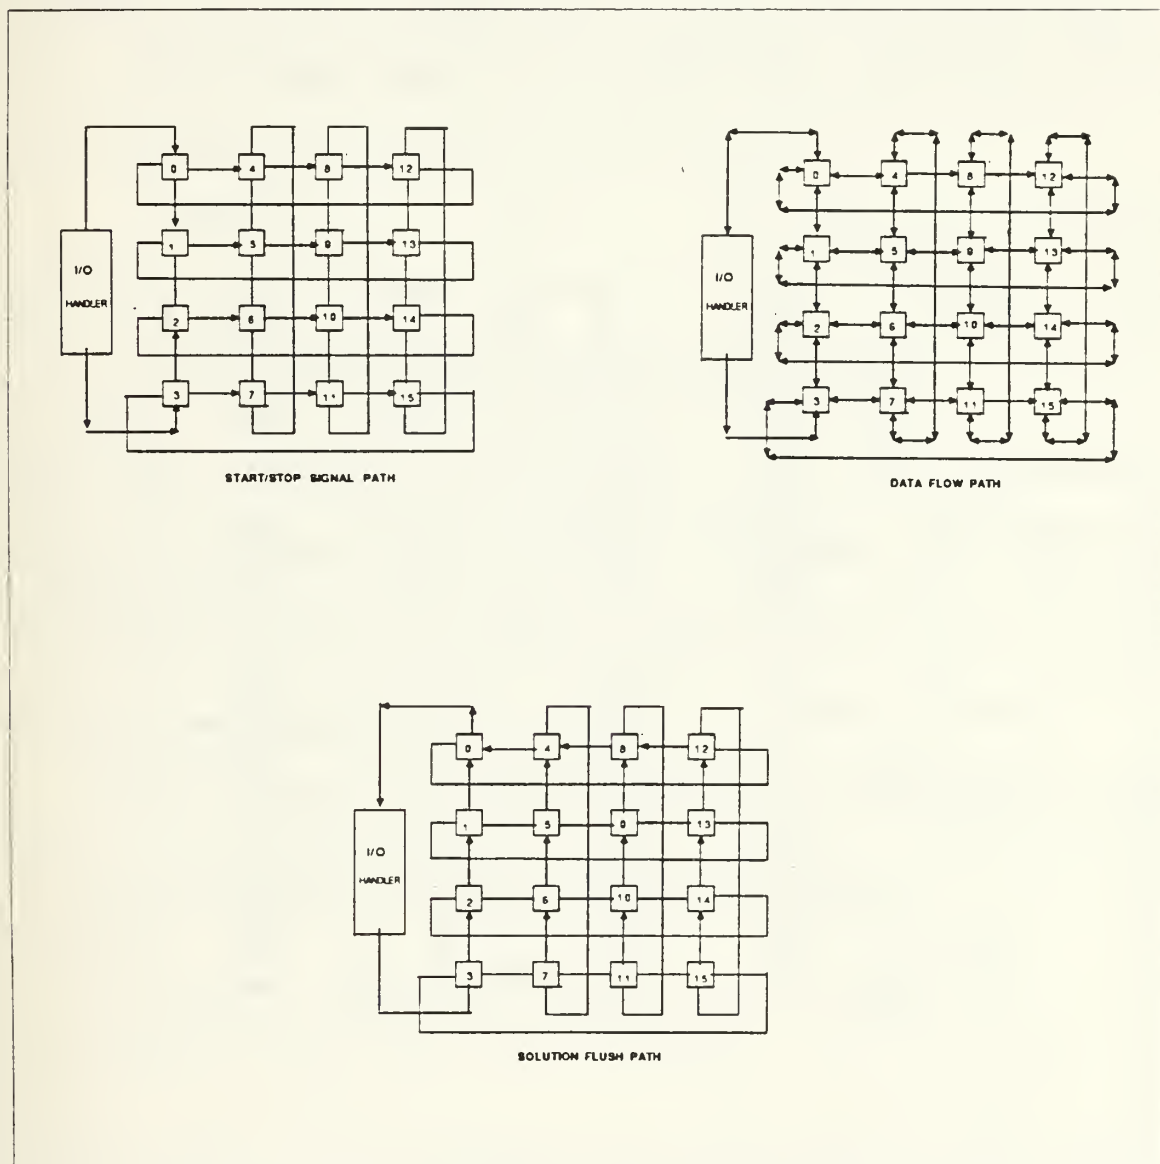 0 4 8 12
1 5 9 13
I/O
HANDLER
2 6 10 14
3 7 11 15
START/STOP SIGNAL PATH
0 4 8 12
1 5 9 13
I/O
HANDLER
2 6 10 14
3 7 11 15
DATA FLOW PATH
0 4 8 12
1 5 9 13
I/O
HANDLER
2 6 10 14
3 7 11 15
SOLUTION FLUSH PATH